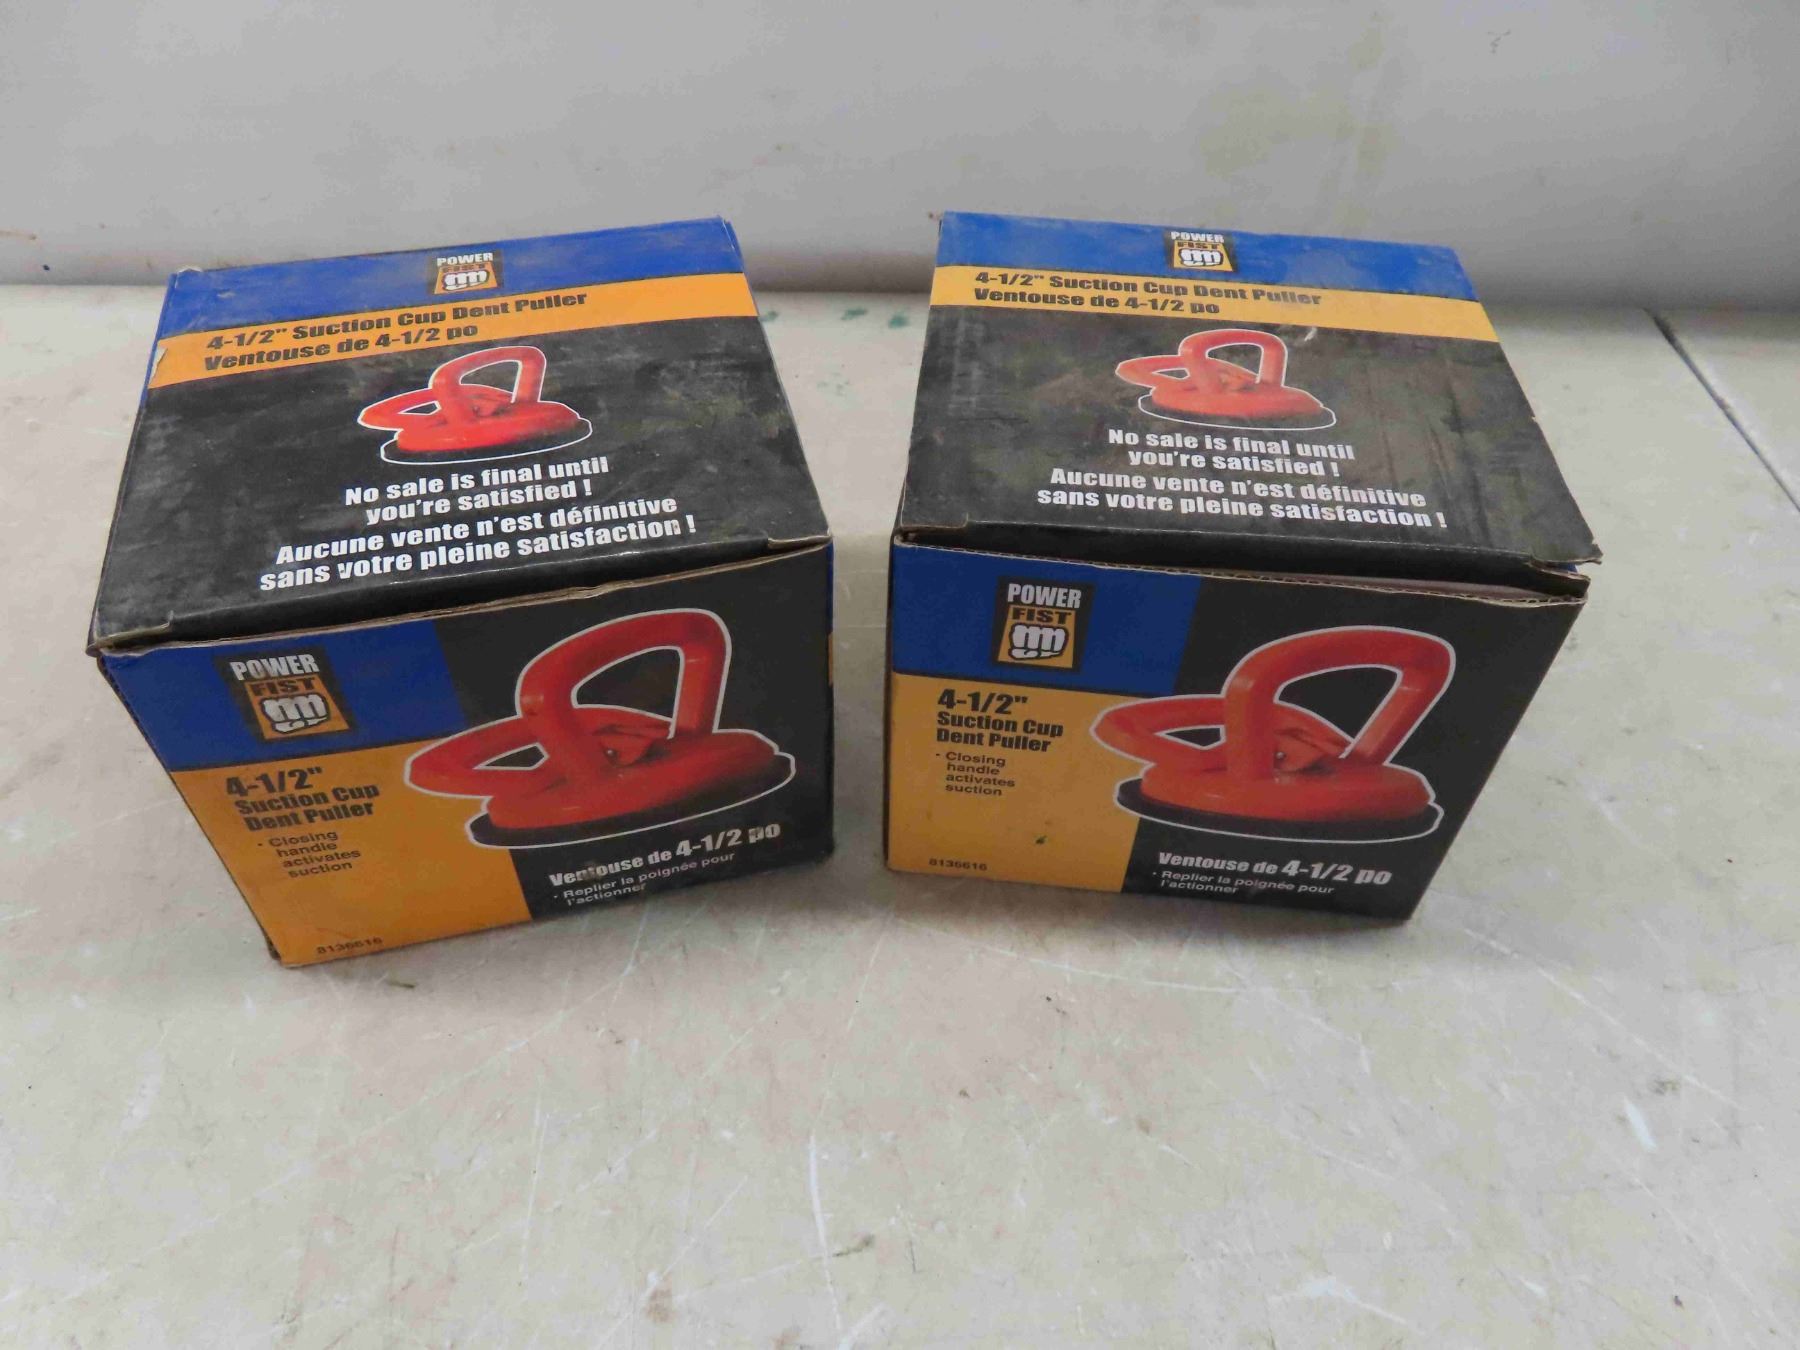 POWER
FIST
4-1/2" Suction Cup Dent Puller
Ventouse de 4-1/2 po
No sale is final until
you're satisfied !
Aucune vente n'est définitive
sans votre pleine satisfaction !
POWER
FIST
4-1/2"
Suction Cup
Dent Puller
· Closing
handle
activates
suction
Ventouse de 4-1/2 po
· Replier la poignée pour
l'actionner
8136616
POWER
FIST
4-1/2" Suction Cup Dent Puller
Ventouse de 4-1/2 po
No sale is final until
you're satisfied !
Aucune vente n'est définitive
sans votre pleine satisfaction !
POWER
FIST
4-1/2"
Suction Cup
Dent Puller
· Closing
handle
activates
suction
8136616
Ventouse de 4-1/2 po
· Replier la poignée pour
l'actionner